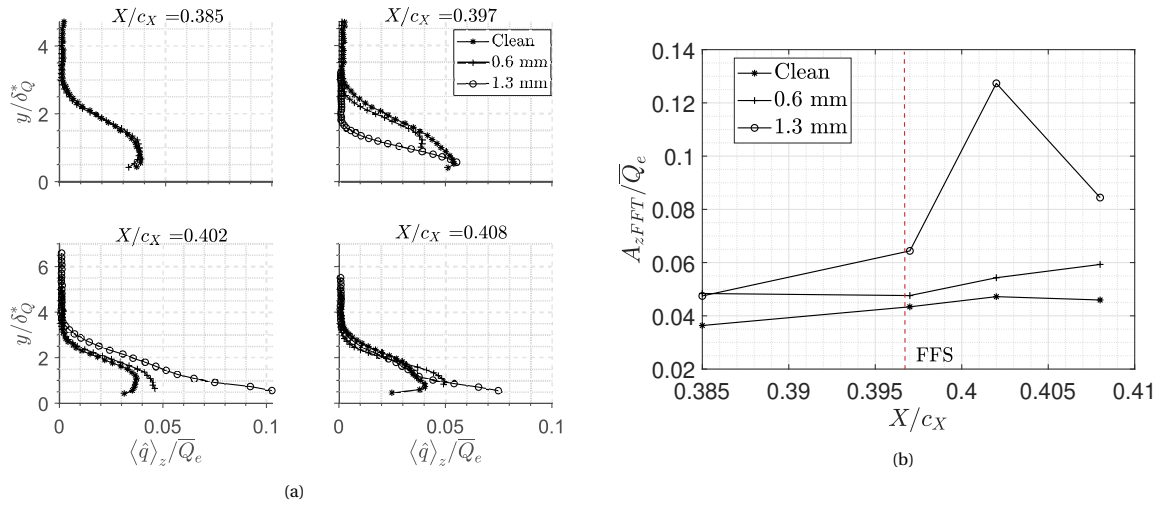 X/c_X =0.385
X/c_X =0.397
Clean
0.6 mm
1.3 mm
y/δ*_Q
4
2
0
X/c_X =0.402
X/c_X =0.408
y/δ*_Q
6
4
2
0
0 0.05 0.1
0 0.05 0.1
⟨q̂⟩_z/Q̅_e
⟨q̂⟩_z/Q̅_e
(a)
A_zFFT/Q̅_e
0.14
0.12
0.1
0.08
0.06
0.04
0.02
Clean
0.6 mm
1.3 mm
FFS
0.385 0.39 0.395 0.4 0.405 0.41
X/c_X
(b)